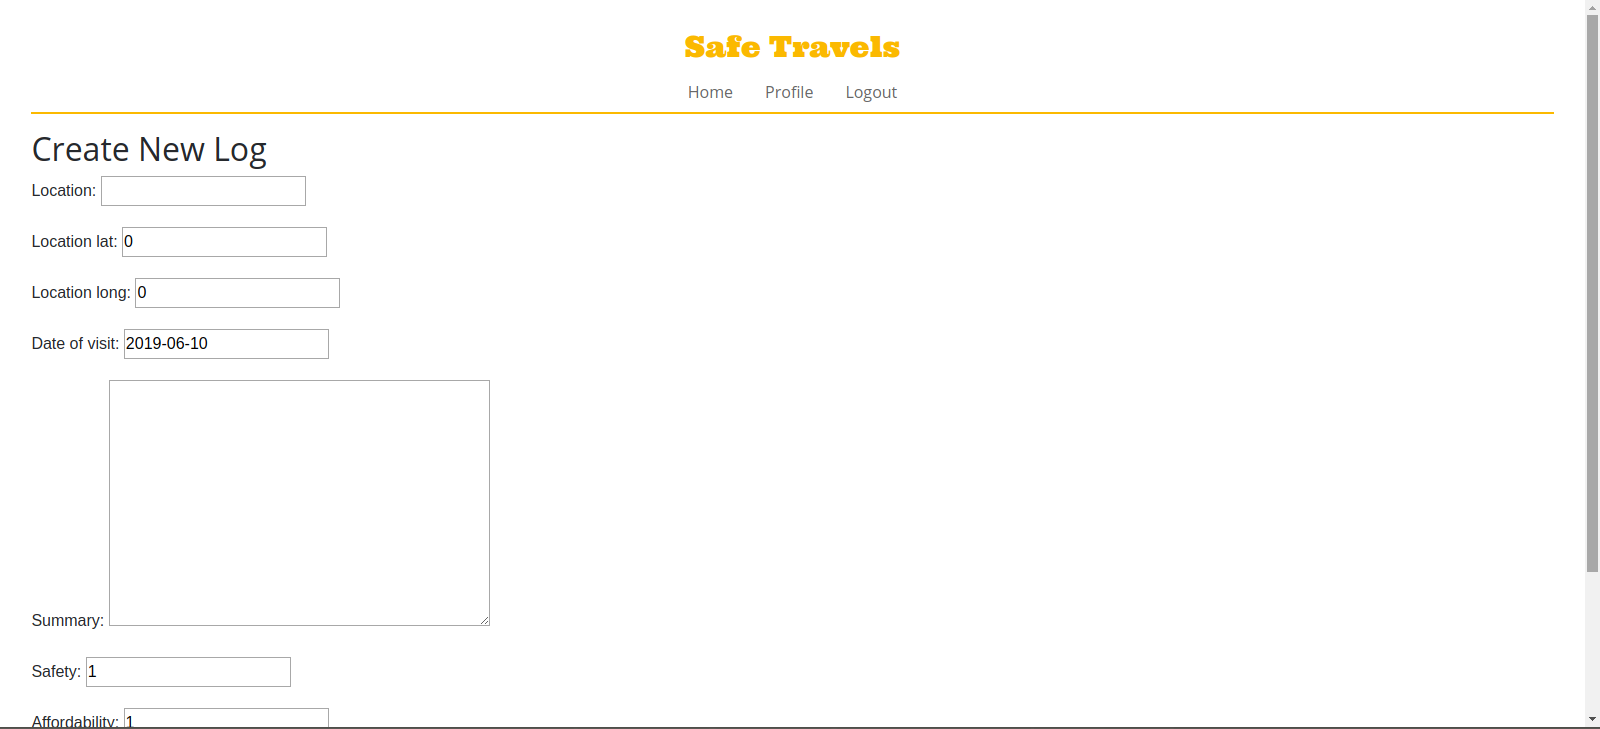 Safe Travels
Home Profile Logout
Create New Log
Location:
Location lat: 0
Location long: 0
Date of visit: 2019-06-10
Summary:
Safety: 1
Affordability: 1